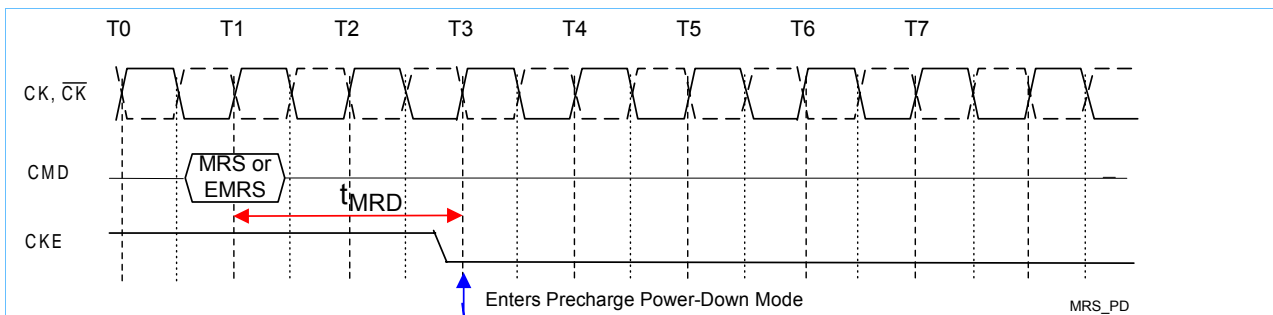 T0 T1 T2 T3 T4 T5 T6 T7
CK, C̅K̅
CMD
MRS or
EMRS
tMRD
CKE
Enters Precharge Power-Down Mode
MRS_PD